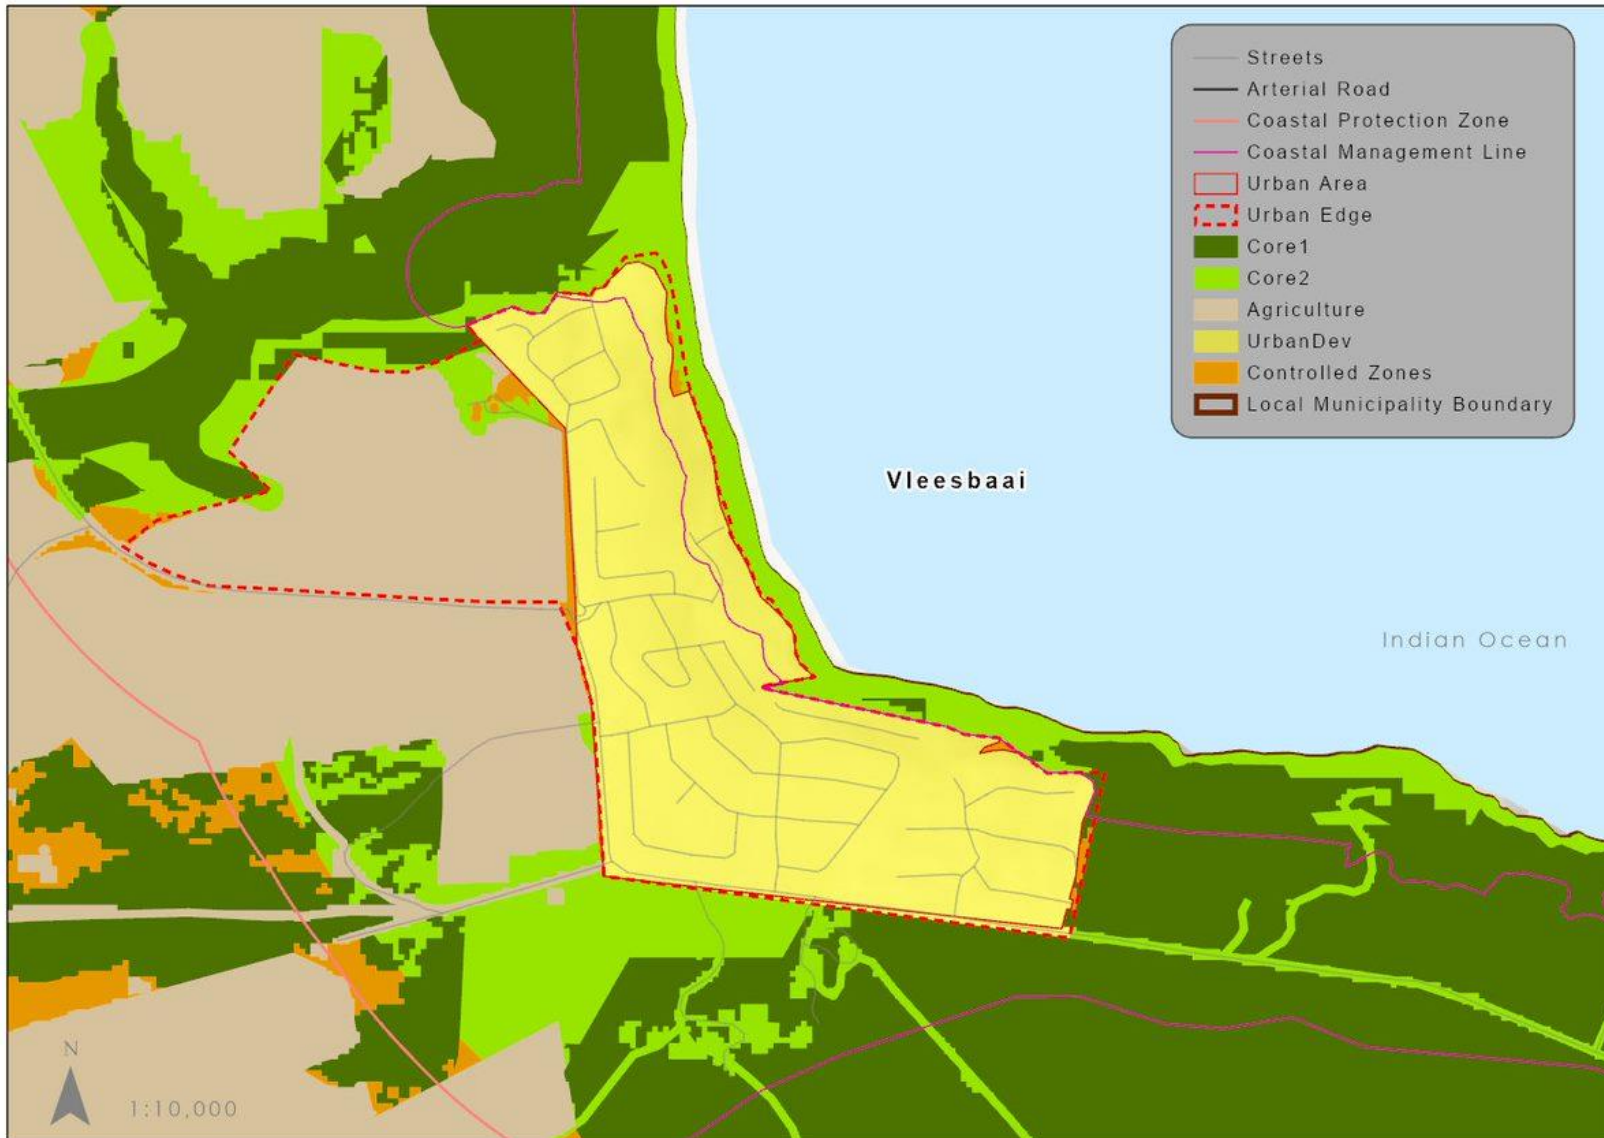 Streets
Arterial Road
Coastal Protection Zone
Coastal Management Line
Urban Area
Urban Edge
Core1
Core2
Agriculture
UrbanDev
Controlled Zones
Local Municipality Boundary
Vleesbaai
Indian Ocean
N
1:10,000